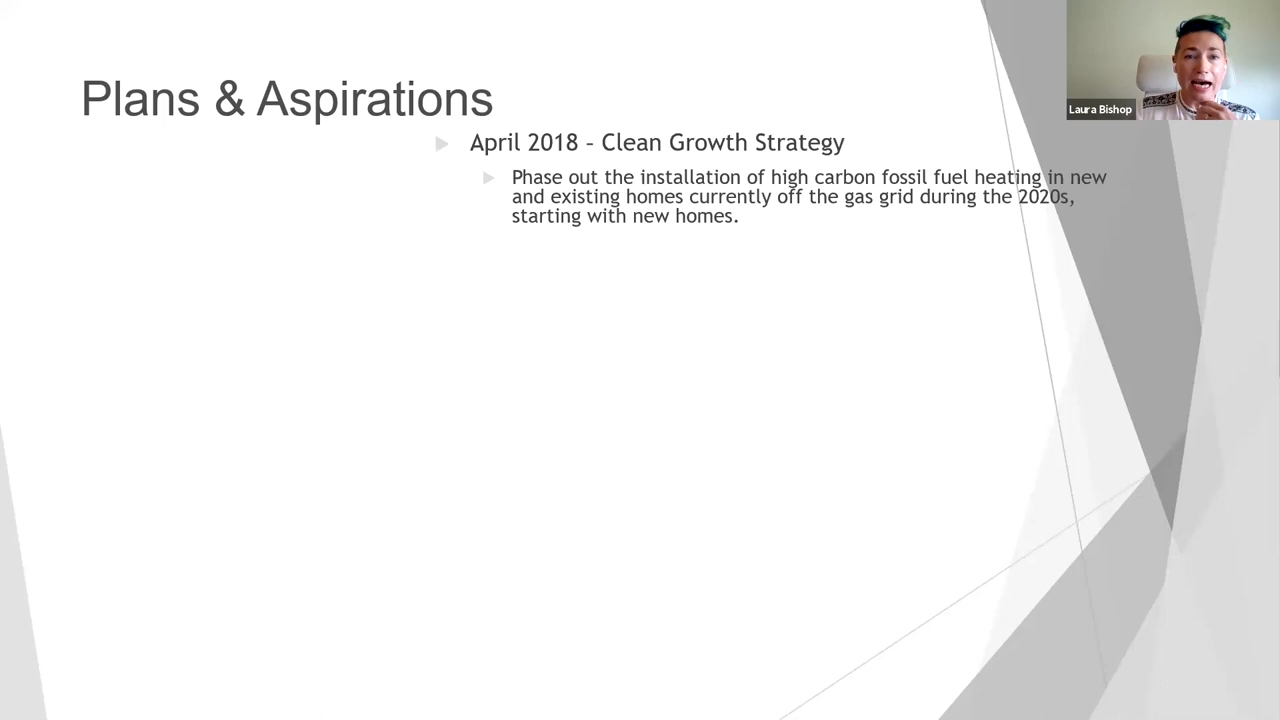 Plans & Aspirations
April 2018 – Clean Growth Strategy
Phase out the installation of high carbon fossil fuel heating in new
and existing homes currently off the gas grid during the 2020s,
starting with new homes.
Laura Bishop